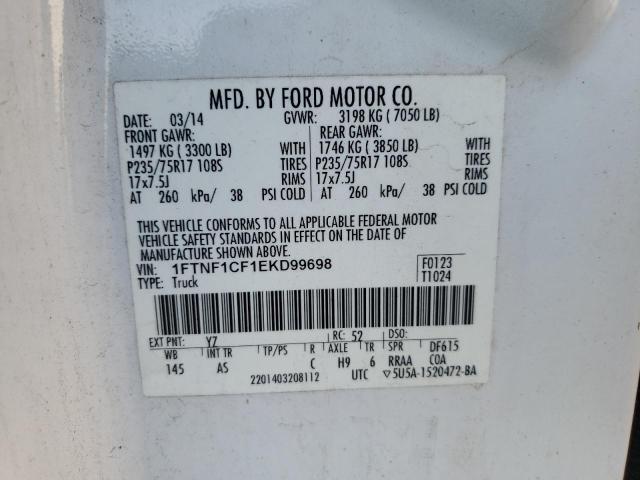 MFD. BY FORD MOTOR CO.
DATE: 03/14 GVWR: 3198 KG ( 7050 LB)
FRONT GAWR: REAR GAWR:
1497 KG ( 3300 LB) WITH 1746 KG ( 3850 LB) WITH
P235/75R17 108S TIRES P235/75R17 108S TIRES
17x7.5J RIMS 17x7.5J RIMS
AT 260 kPa/ 38 PSI COLD AT 260 kPa/ 38 PSI COLD
THIS VEHICLE CONFORMS TO ALL APPLICABLE FEDERAL MOTOR
VEHICLE SAFETY STANDARDS IN EFFECT ON THE DATE OF
MANUFACTURE SHOWN ABOVE.
VIN: 1FTNF1CF1EKD99698 F0123
TYPE: Truck T1024
EXT PNT: YZ RC: 52 DSO:
WB INT TR TP/PS R AXLE TR SPR DF615
145 AS C H9 6 RRAA COA
2201403208112 UTC ▽5U5A-1520472-BA